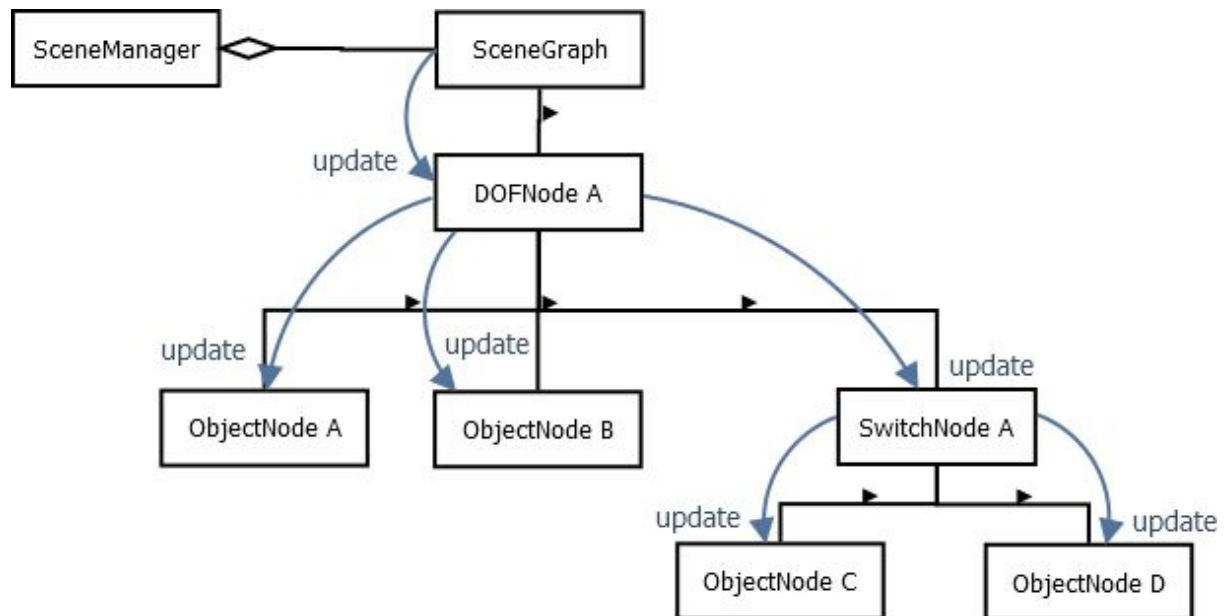 SceneManager
SceneGraph
update
DOFNode A
update
update
update
ObjectNode A
ObjectNode B
SwitchNode A
update
update
ObjectNode C
ObjectNode D